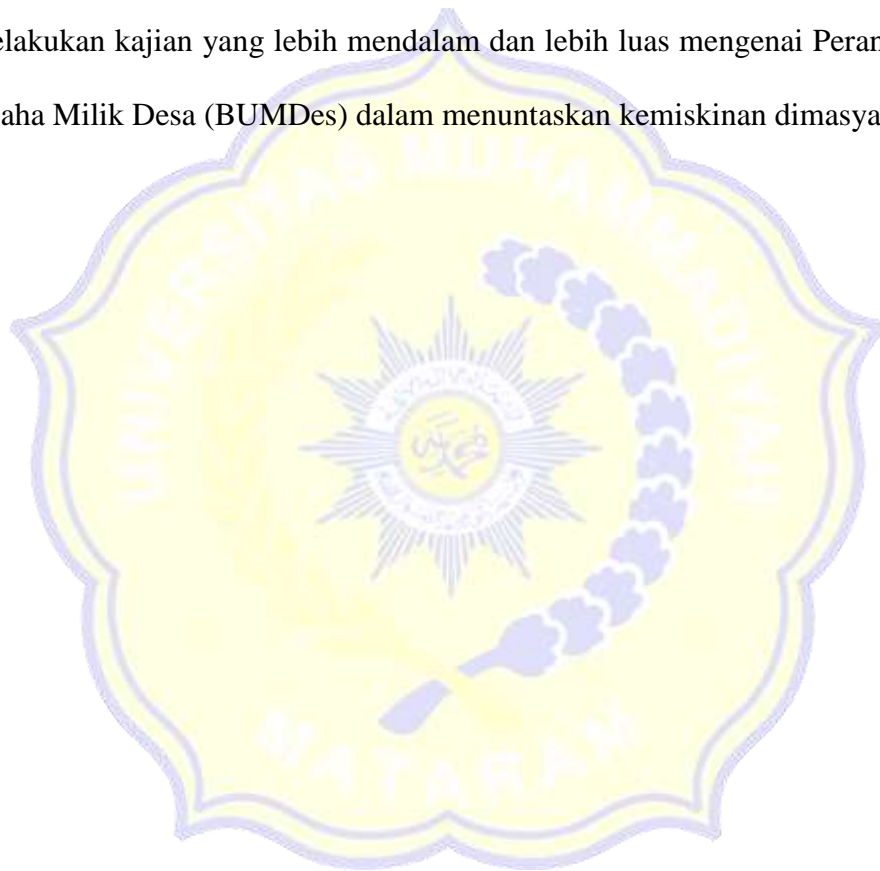 elakukan kajian yang lebih mendalam dan lebih luas mengenai Peran
aha Milik Desa (BUMDes) dalam menuntaskan kemiskinan dimasya
UNIVERSITAS MUHAMMADIYAH
MATARAM